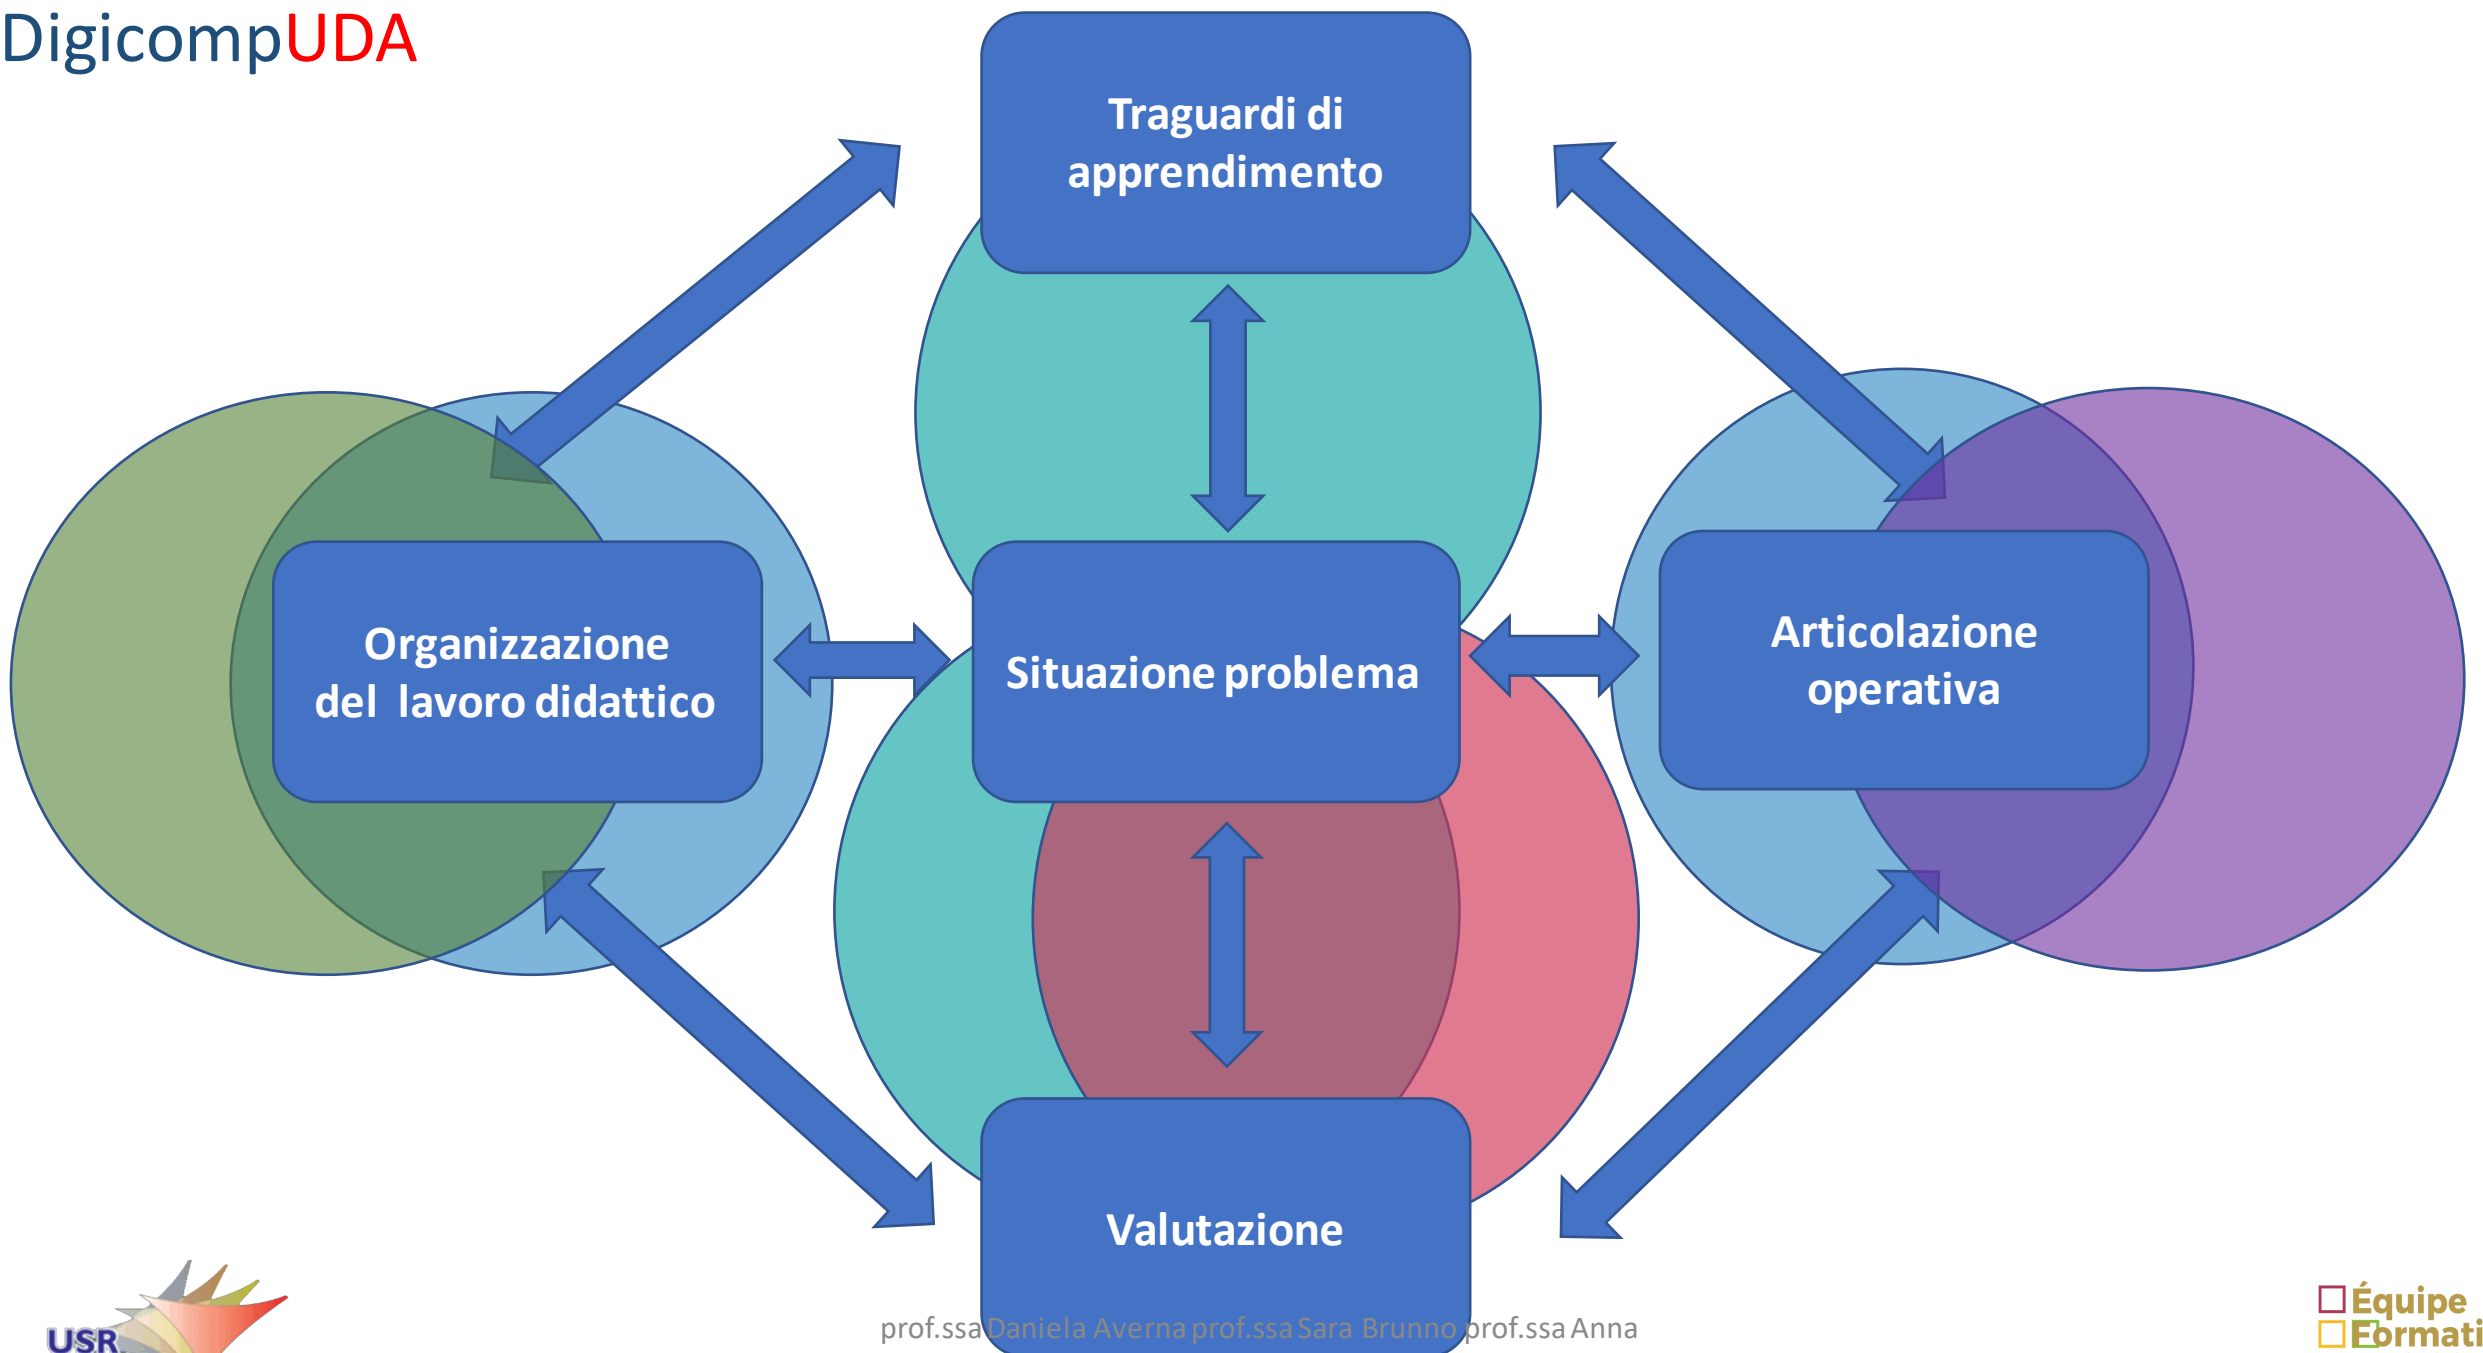 DigicompUDA
Traguardi di
apprendimento
Organizzazione
del lavoro didattico
Situazione problema
Articolazione
operativa
Valutazione
prof.ssa Daniela Averna prof.ssa Sara Brunno prof.ssa Anna
USR
Équipe
Formati